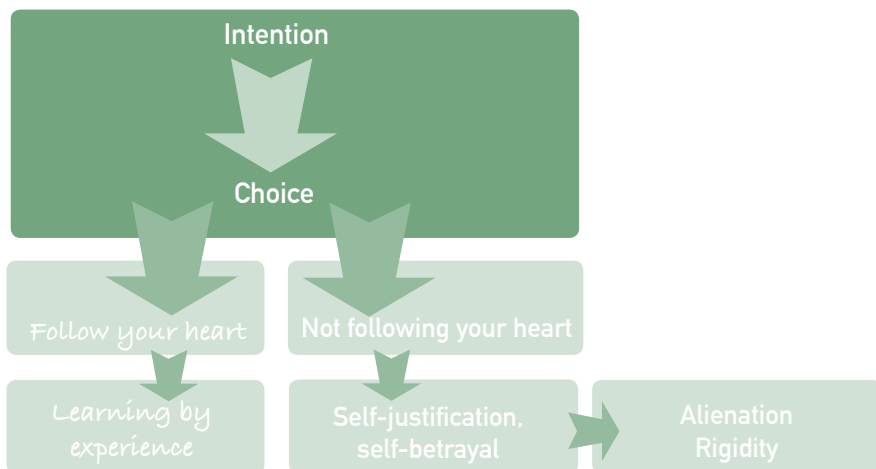 Intention
Choice
Follow your heart
Not following your heart
Learning by
experience
Self-justification,
self-betrayal
Alienation
Rigidity